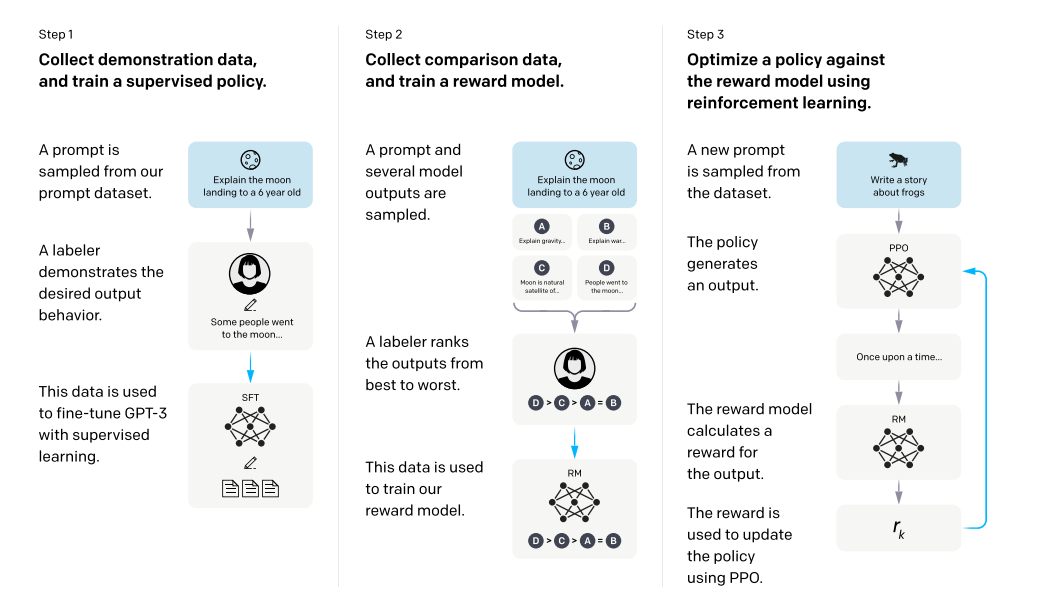 Step 1
Collect demonstration data,
and train a supervised policy.
A prompt is
sampled from our
prompt dataset.
Explain the moon
landing to a 6 year old
A labeler
demonstrates the
desired output
behavior.
Some people went
to the moon...
This data is used
to fine-tune GPT-3
with supervised
learning.
SFT
Step 2
Collect comparison data,
and train a reward model.
A prompt and
several model
outputs are
sampled.
Explain the moon
landing to a 6 year old
A
Explain gravity...
B
Explain war...
C
Moon is natural
satellite of...
D
People went to
the moon...
A labeler ranks
the outputs from
best to worst.
D > C > A = B
This data is used
to train our
reward model.
RM
D > C > A = B
Step 3
Optimize a policy against
the reward model using
reinforcement learning.
A new prompt
is sampled from
the dataset.
Write a story
about frogs
The policy
generates
an output.
PPO
Once upon a time...
The reward model
calculates a
reward for
the output.
RM
The reward is
used to update
the policy
using PPO.
rk